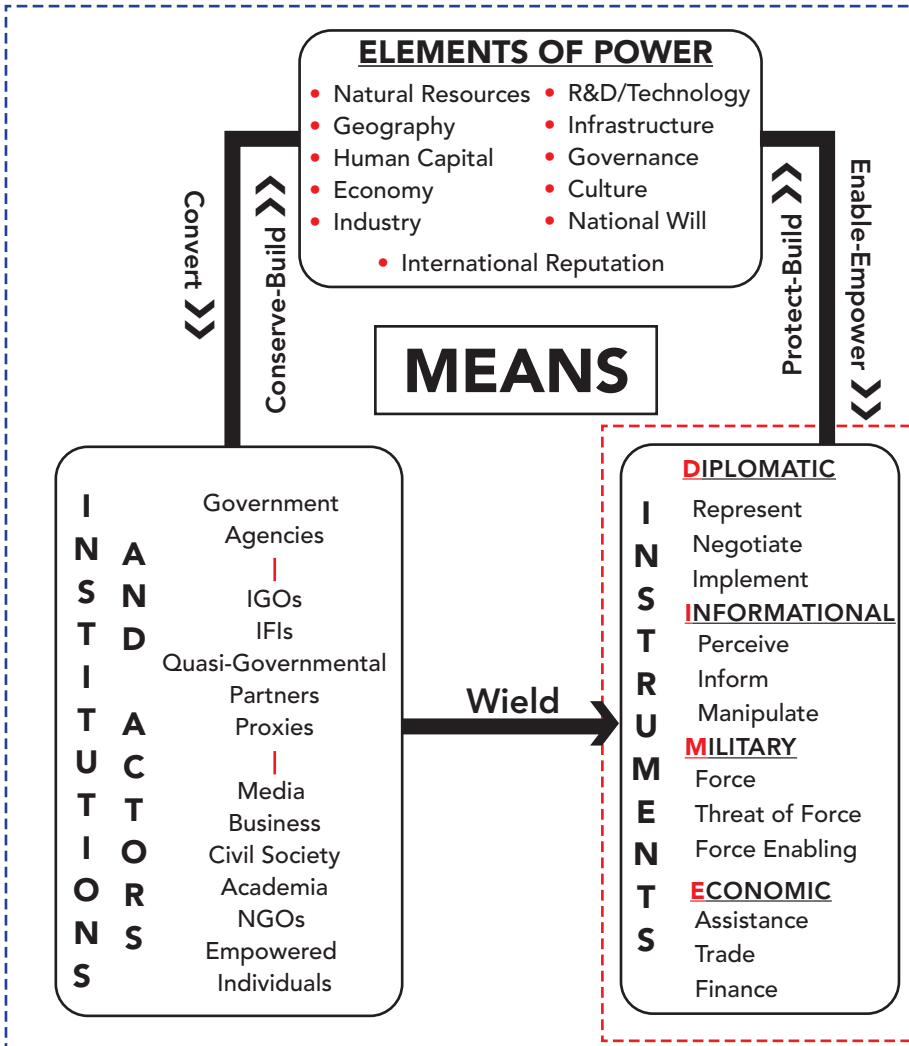 ELEMENTS OF POWER
• Natural Resources
• Geography
• Human Capital
• Economy
• Industry
• R&D/Technology
• Infrastructure
• Governance
• Culture
• National Will
• International Reputation
Convert
Conserve-Build
Protect-Build
Enable-Empower
MEANS
INSTITUTIONS
AND ACTORS
Government
Agencies
IGOs
IFIs
Quasi-Governmental
Partners
Proxies
Media
Business
Civil Society
Academia
NGOs
Empowered
Individuals
Wield
INSTRUMENTS
DIPLOMATIC
Represent
Negotiate
Implement
INFORMATIONAL
Perceive
Inform
Manipulate
MILITARY
Force
Threat of Force
Force Enabling
ECONOMIC
Assistance
Trade
Finance